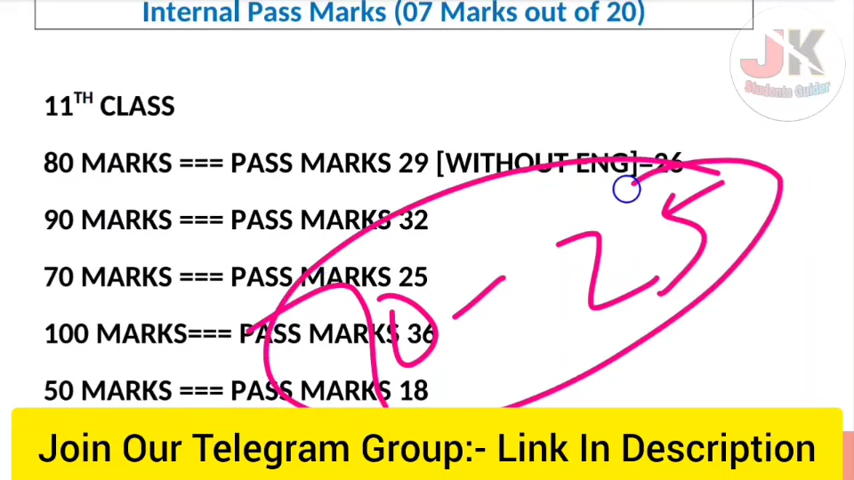 Internal Pass Marks (07 Marks out of 20)
JK
Students Guider
11TH CLASS
80 MARKS === PASS MARKS 29 [WITHOUT ENG]=26
90 MARKS === PASS MARKS 32
70 MARKS === PASS MARKS 25
100 MARKS=== PASS MARKS 36
50 MARKS === PASS MARKS 18
70 - 25
Join Our Telegram Group:- Link In Description